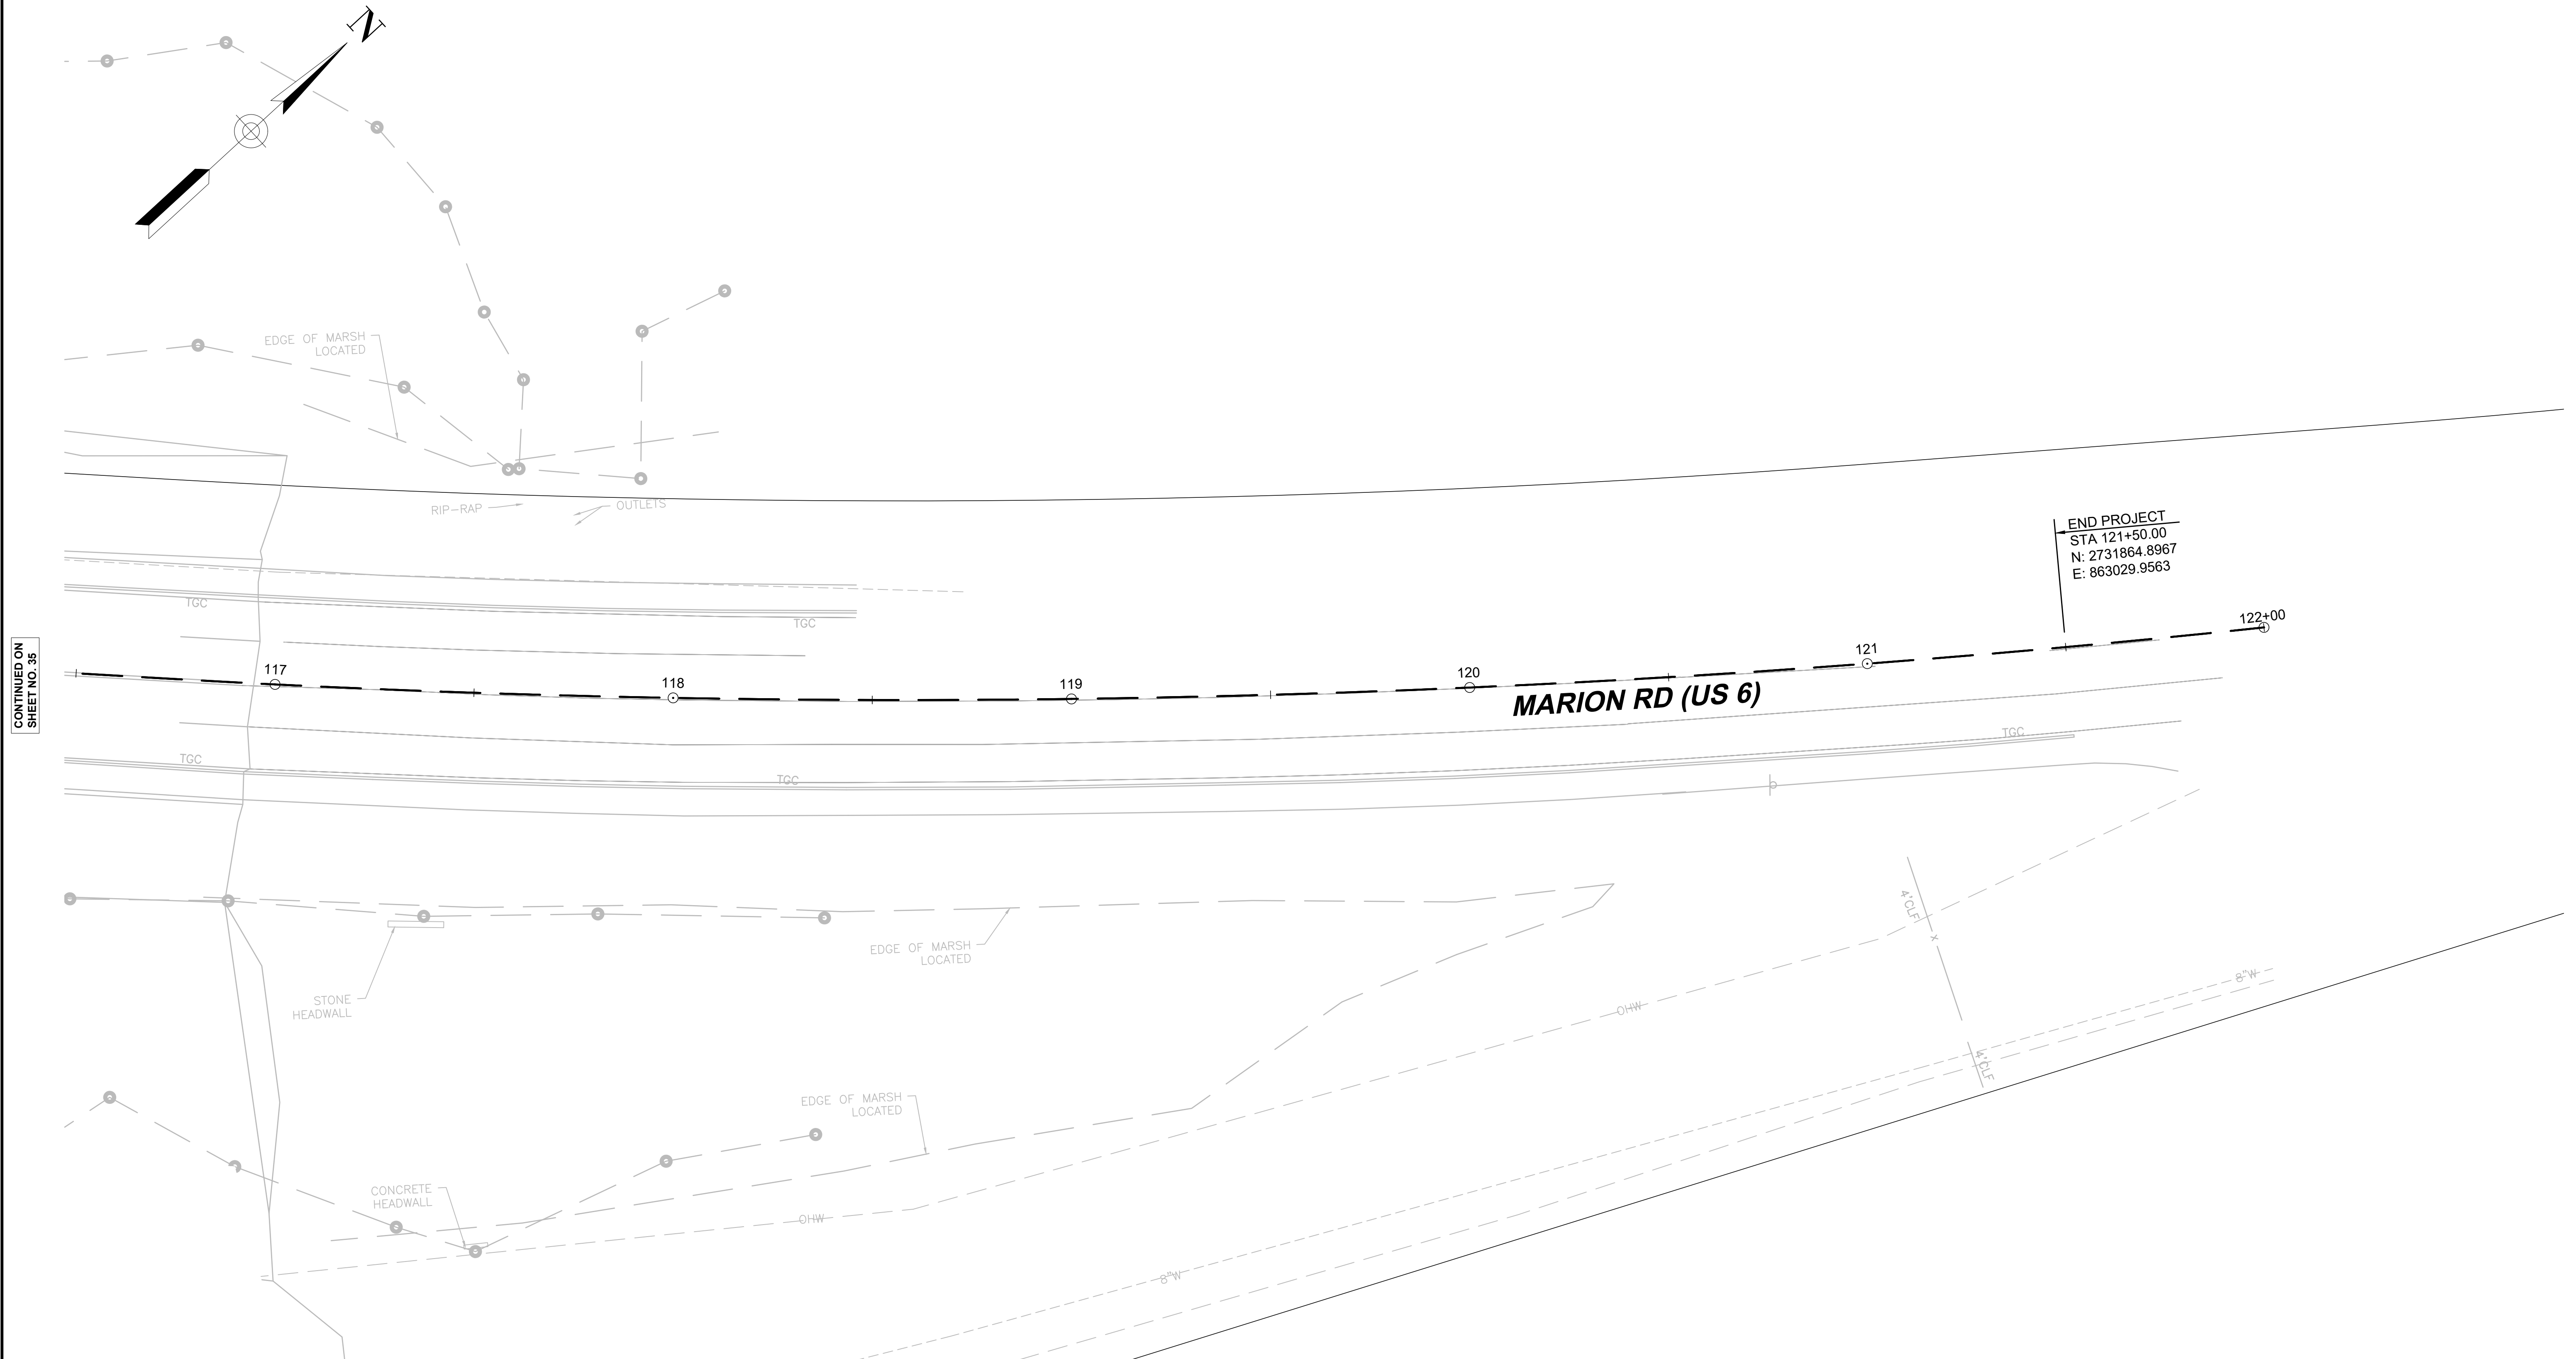 N
EDGE OF MARSH
LOCATED
RIP-RAP
OUTLETS
END PROJECT
STA 121+50.00
N: 2731864.8967
E: 863029.9563
TGC
TGC
CONTINUED ON
SHEET NO. 35
117
118
119
120
121
122+00
MARION RD (US 6)
TGC
TGC
TGC
4'CLF
x
EDGE OF MARSH
LOCATED
STONE
HEADWALL
OHW
8"W
4'CLF
EDGE OF MARSH
LOCATED
CONCRETE
HEADWALL
OHW
8"W